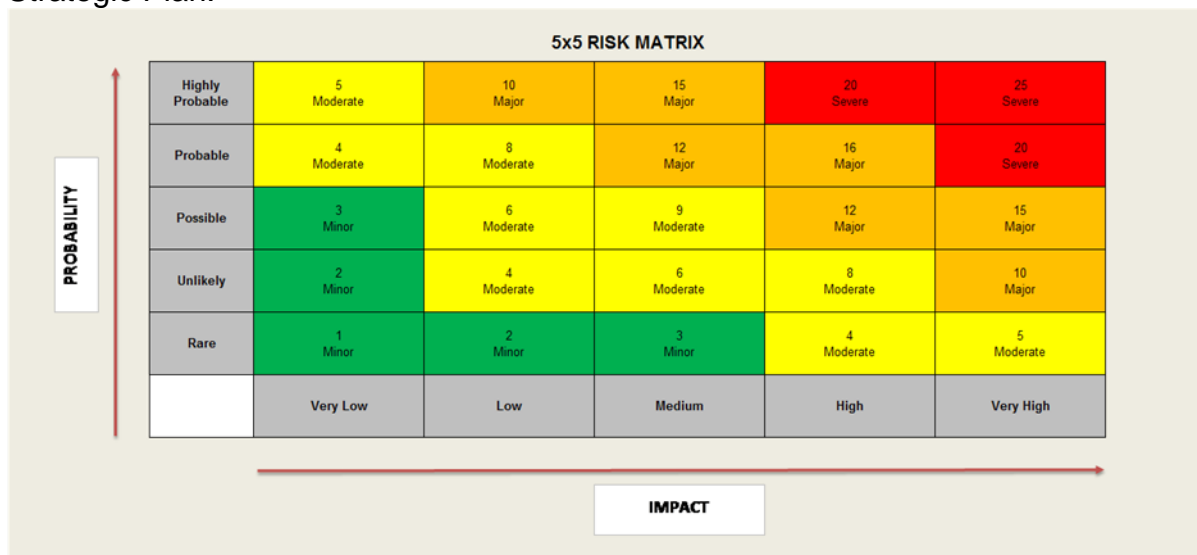 Strategic Plan.
5x5 RISK MATRIX
Highly
Probable
5
Moderate
10
Major
15
Major
20
Severe
25
Severe
Probable
4
Moderate
8
Moderate
12
Major
16
Major
20
Severe
PROBABILITY
Possible
3
Minor
6
Moderate
9
Moderate
12
Major
15
Major
Unlikely
2
Minor
4
Moderate
6
Moderate
8
Moderate
10
Major
Rare
1
Minor
2
Minor
3
Minor
4
Moderate
5
Moderate
Very Low
Low
Medium
High
Very High
IMPACT